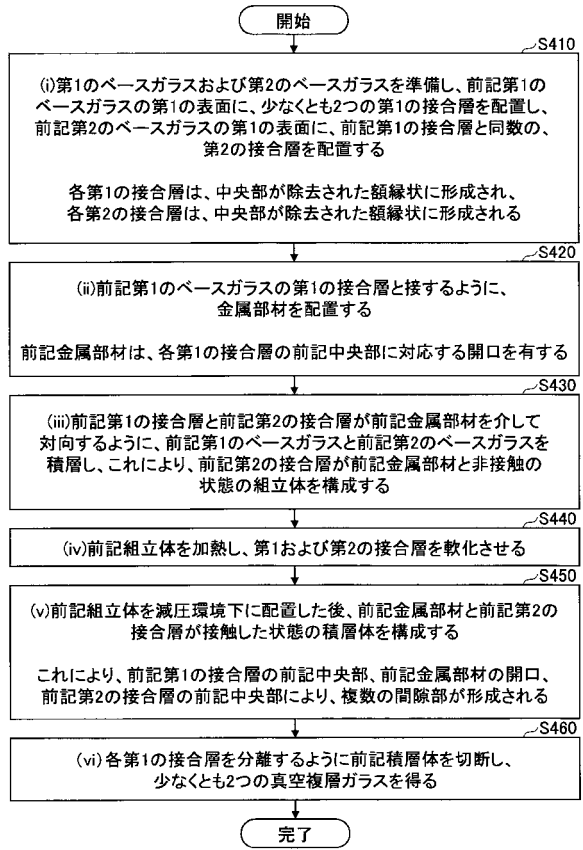 開始
S410
(i)第1のベースガラスおよび第2のベースガラスを準備し、前記第1の
ベースガラスの第1の表面に、少なくとも2つの第1の接合層を配置し、
前記第2のベースガラスの第1の表面に、前記第1の接合層と同数の、
第2の接合層を配置する
各第1の接合層は、中央部が除去された額縁状に形成され、
各第2の接合層は、中央部が除去された額縁状に形成される
S420
(ii)前記第1のベースガラスの第1の接合層と接するように、
金属部材を配置する
前記金属部材は、各第1の接合層の前記中央部に対応する開口を有する
S430
(iii)前記第1の接合層と前記第2の接合層が前記金属部材を介して
対向するように、前記第1のベースガラスと前記第2のベースガラスを
積層し、これにより、前記第2の接合層が前記金属部材と非接触の
状態の組立体を構成する
S440
(iv)前記組立体を加熱し、第1および第2の接合層を軟化させる
S450
(v)前記組立体を減圧環境下に配置した後、前記金属部材と前記第2の
接合層が接触した状態の積層体を構成する
これにより、前記第1の接合層の前記中央部、前記金属部材の開口、
前記第2の接合層の前記中央部により、複数の間隙部が形成される
S460
(vi)各第1の接合層を分離するように前記積層体を切断し、
少なくとも2つの真空複層ガラスを得る
完了